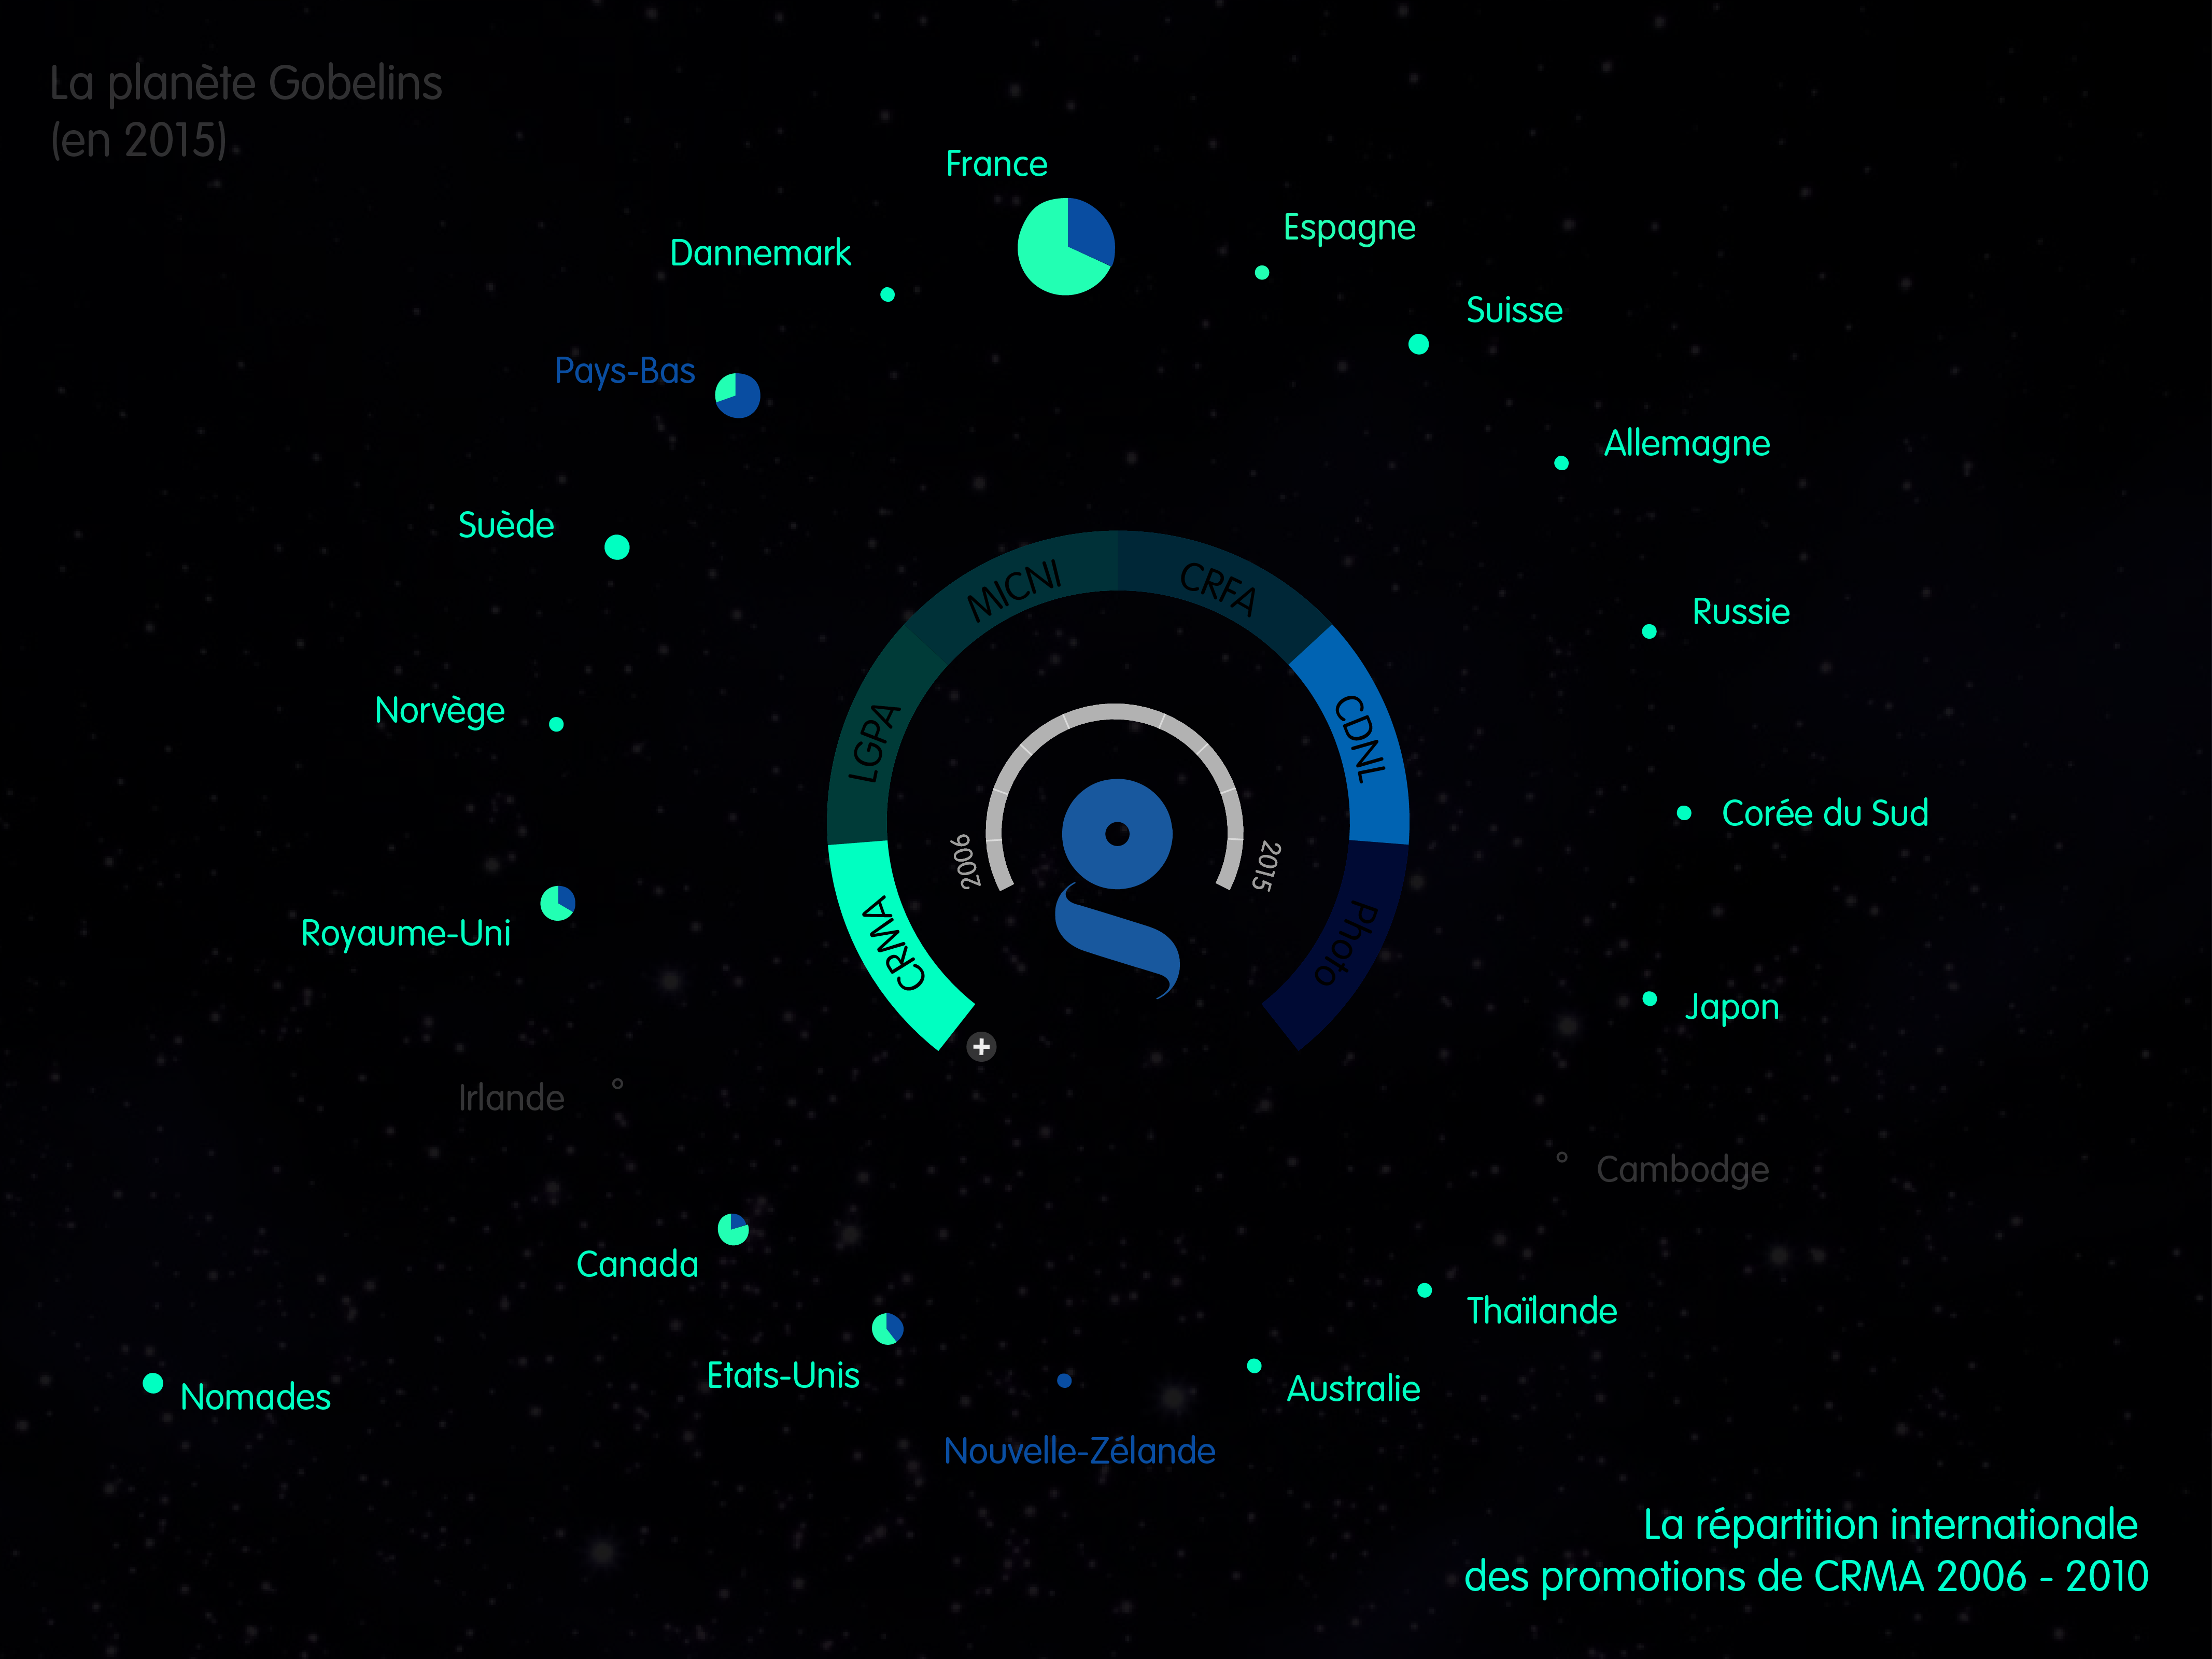 La planète Gobelins
(en 2015)
France
Espagne
Dannemark
Suisse
Pays-Bas
Allemagne
Suède
MICNI
CRFA
Russie
Norvège
LGPA
CDNL
Corée du Sud
2006
2015
Royaume-Uni
CRMA
Photo
Japon
+
Irlande
Cambodge
Canada
Thaïlande
Etats-Unis
Australie
Nomades
Nouvelle-Zélande
La répartition internationale
des promotions de CRMA 2006 - 2010